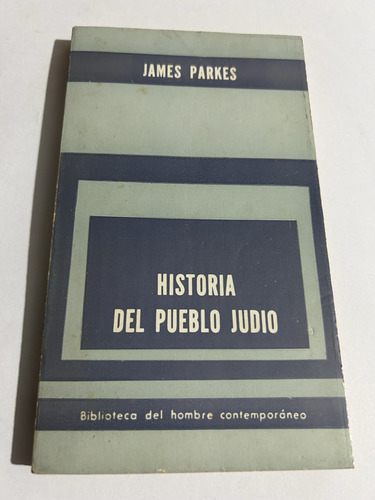 JAMES PARKES
HISTORIA
DEL PUEBLO JUDIO
Biblioteca del hombre contemporáneo